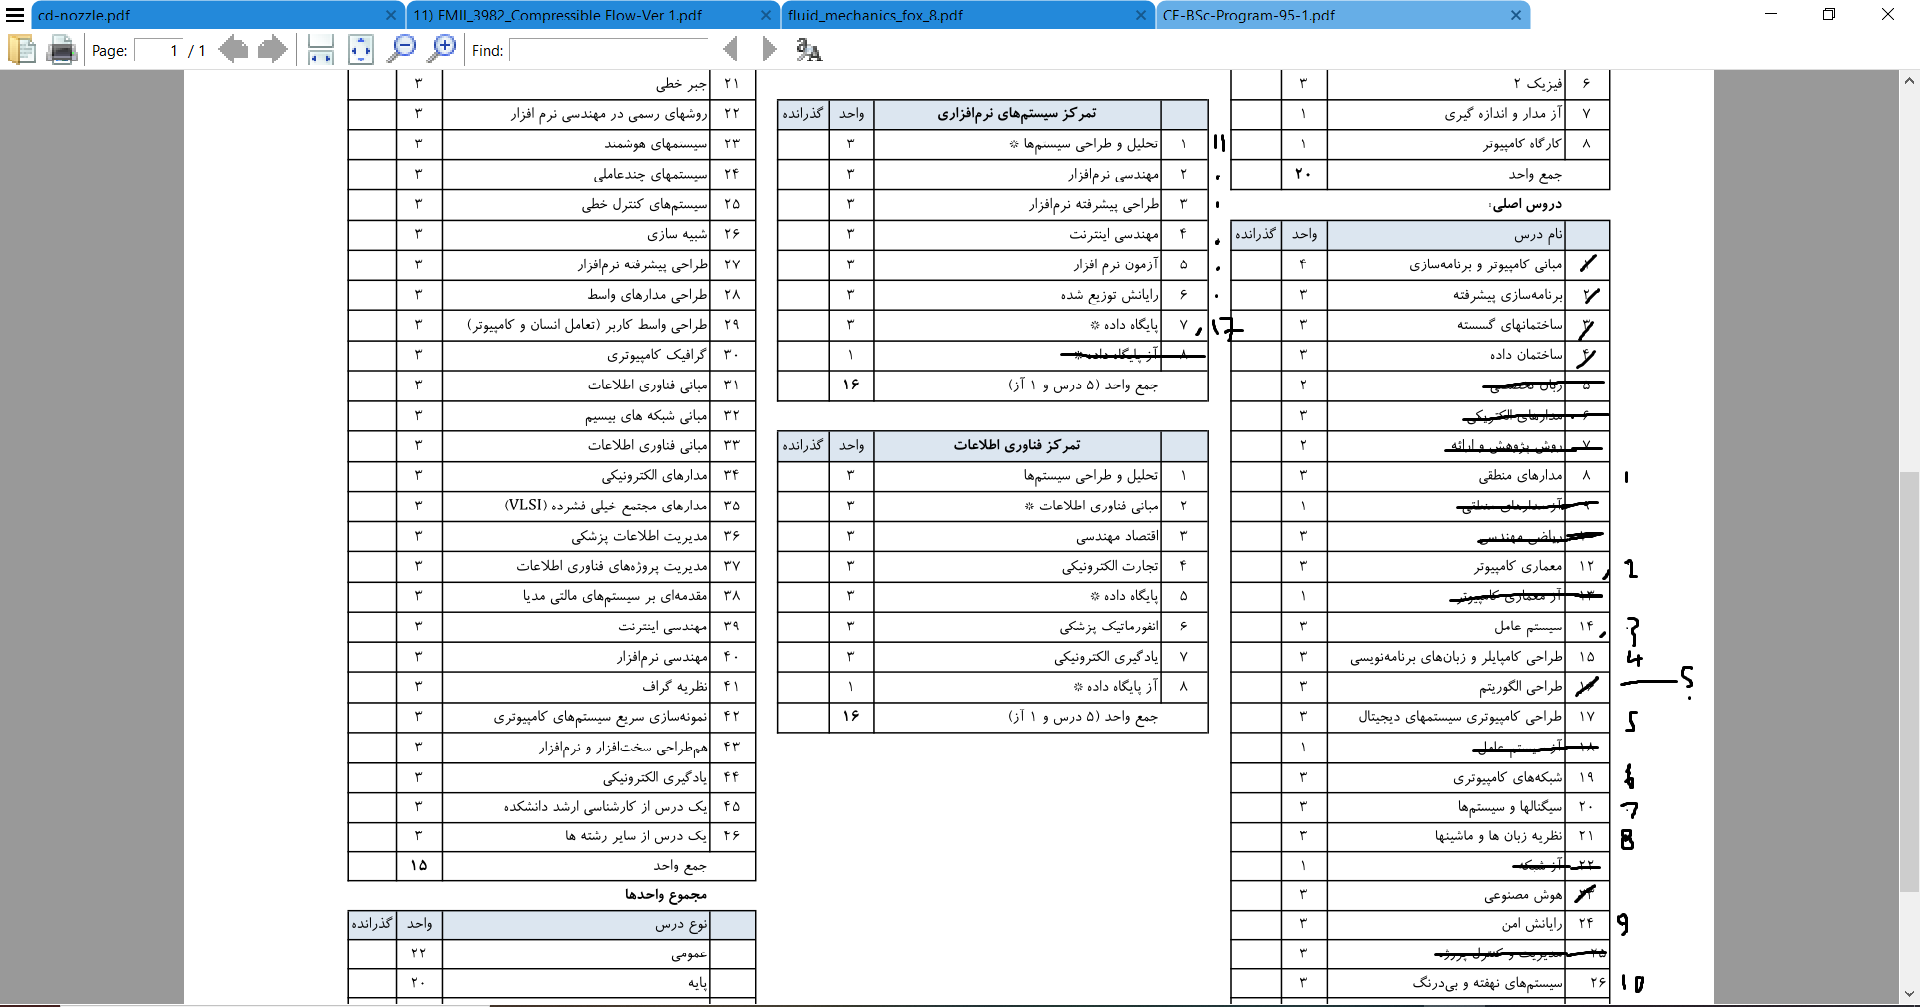 cd-nozzle.pdf
11) EMII_3982_Compressible Flow-Ver 1.pdf
fluid_mechanics_fox_8.pdf
CE-BSc-Program-95-1.pdf
Page: 1 / 1
Find:
۶ فیزیک ۲ ۳
۷ آز مدار و اندازه گیری ۱
۸ کارگاه کامپیوتر ۱
جمع واحد ۲۰
دروس اصلی:
نام درس واحد گذرانده
۱ مبانی کامپیوتر و برنامه‌سازی ۴
۲ برنامه‌سازی پیشرفته ۳
۳ ساختمانهای گسسته ۳
۴ ساختمان داده ۳
۵ زبان تخصصی ۲
۶ مدارهای الکتریکی ۳
۷ روش پژوهش و ارائه ۲
۸ مدارهای منطقی ۳ 1
۹ آز مدارهای منطقی ۱
ریاضی مهندسی ۳
۱۲ معماری کامپیوتر ۳ 2
۱۳ آز معماری کامپیوتر ۱
۱۴ سیستم عامل ۳ 3
۱۵ طراحی کامپایلر و زبان‌های برنامه‌نویسی ۳ 4
۱۶ طراحی الگوریتم ۳ ?
۱۷ طراحی کامپیوتری سیستمهای دیجیتال ۳ 5
۱۸ آز سیستم عامل ۱
۱۹ شبکه‌های کامپیوتری ۳ 6
۲۰ سیگنالها و سیستم‌ها ۳ 7
۲۱ نظریه زبان ها و ماشینها ۳ 8
۲۲ آز شبکه ۱
۲۳ هوش مصنوعی ۳
۲۴ رایانش امن ۳ 9
۲۵ مدیریت و کنترل پروژه ۳
۲۶ سیستم‌های نهفته و بی‌درنگ ۳ 10
تمرکز سیستم‌های نرم‌افزاری واحد گذرانده
۱ تحلیل و طراحی سیستم‌ها * ۳ 11
۲ مهندسی نرم‌افزار ۳
۳ طراحی پیشرفته نرم‌افزار ۳
۴ مهندسی اینترنت ۳
۵ آزمون نرم افزار ۳
۶ رایانش توزیع شده ۳
۷ پایگاه داده * ۳ 17
۸ آز پایگاه داده * ۱
جمع واحد (۵ درس و ۱ آز) ۱۶
تمرکز فناوری اطلاعات واحد گذرانده
۱ تحلیل و طراحی سیستم‌ها ۳
۲ مبانی فناوری اطلاعات * ۳
۳ اقتصاد مهندسی ۳
۴ تجارت الکترونیکی ۳
۵ پایگاه داده * ۳
۶ انفورماتیک پزشکی ۳
۷ یادگیری الکترونیکی ۳
۸ آز پایگاه داده * ۱
جمع واحد (۵ درس و ۱ آز) ۱۶
۲۱ جبر خطی ۳
۲۲ روشهای رسمی در مهندسی نرم افزار ۳
۲۳ سیستمهای هوشمند ۳
۲۴ سیستمهای چندعاملی ۳
۲۵ سیستم‌های کنترل خطی ۳
۲۶ شبیه سازی ۳
۲۷ طراحی پیشرفته نرم‌افزار ۳
۲۸ طراحی مدارهای واسط ۳
۲۹ طراحی واسط کاربر (تعامل انسان و کامپیوتر) ۳
۳۰ گرافیک کامپیوتری ۳
۳۱ مبانی فناوری اطلاعات ۳
۳۲ مبانی شبکه های بیسیم ۳
۳۳ مبانی فناوری اطلاعات ۳
۳۴ مدارهای الکترونیکی ۳
۳۵ مدارهای مجتمع خیلی فشرده (VLSI) ۳
۳۶ مدیریت اطلاعات پزشکی ۳
۳۷ مدیریت پروژه‌های فناوری اطلاعات ۳
۳۸ مقدمه‌ای بر سیستم‌های مالتی مدیا ۳
۳۹ مهندسی اینترنت ۳
۴۰ مهندسی نرم‌افزار ۳
۴۱ نظریه گراف ۳
۴۲ نمونه‌سازی سریع سیستم‌های کامپیوتری ۳
۴۳ هم‌طراحی سخت‌افزار و نرم‌افزار ۳
۴۴ یادگیری الکترونیکی ۳
۴۵ یک درس از کارشناسی ارشد دانشکده ۳
۴۶ یک درس از سایر رشته ها ۳
جمع واحد ۱۵
مجموع واحدها
نوع درس واحد گذرانده
عمومی ۲۲
پایه ۲۰